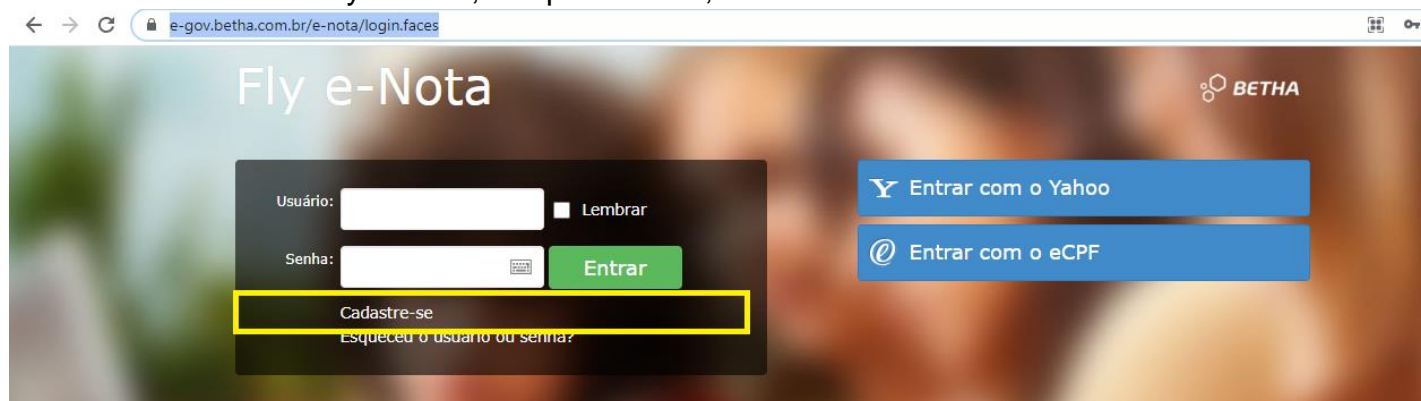 e-gov.betha.com.br/e-nota/login.faces
Fly e-Nota
BETHA
Usuário:
Lembrar
Senha:
Entrar
Cadastre-se
Esqueceu o usuário ou senha?
Entrar com o Yahoo
Entrar com o eCPF